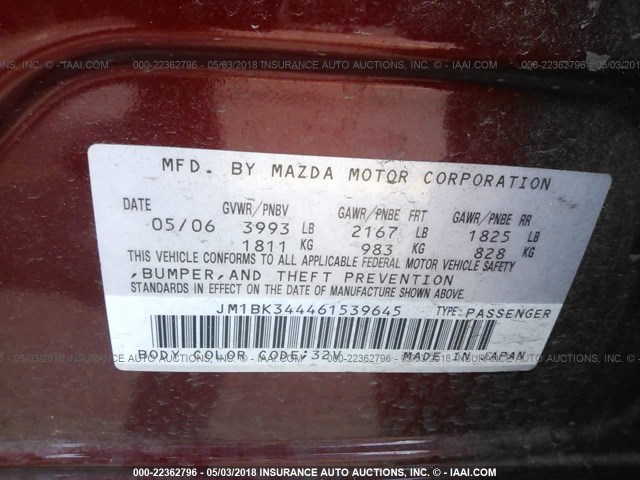 000-22362796 - 05/03/2018 INSURANCE AUTO AUCTIONS, INC. - © - IAAI.COM
MFD. BY MAZDA MOTOR CORPORATION
DATE GVWR/PNBV GAWR/PNBE FRT GAWR/PNBE RR
05/06 3993 LB 2167 LB 1825 LB
1811 KG 983 KG 828 KG
THIS VEHICLE CONFORMS TO ALL APPLICABLE FEDERAL MOTOR VEHICLE SAFETY
,BUMPER,AND THEFT PREVENTION
STANDARDS IN EFFECT ON THE DATE OF MANUFACTURE SHOWN ABOVE.
JM1BK344461539645 TYPE: PASSENGER
BODY COLOR CODE:32V MADE IN JAPAN
000-22362796 - 05/03/2018 INSURANCE AUTO AUCTIONS, INC. - © - IAAI.COM